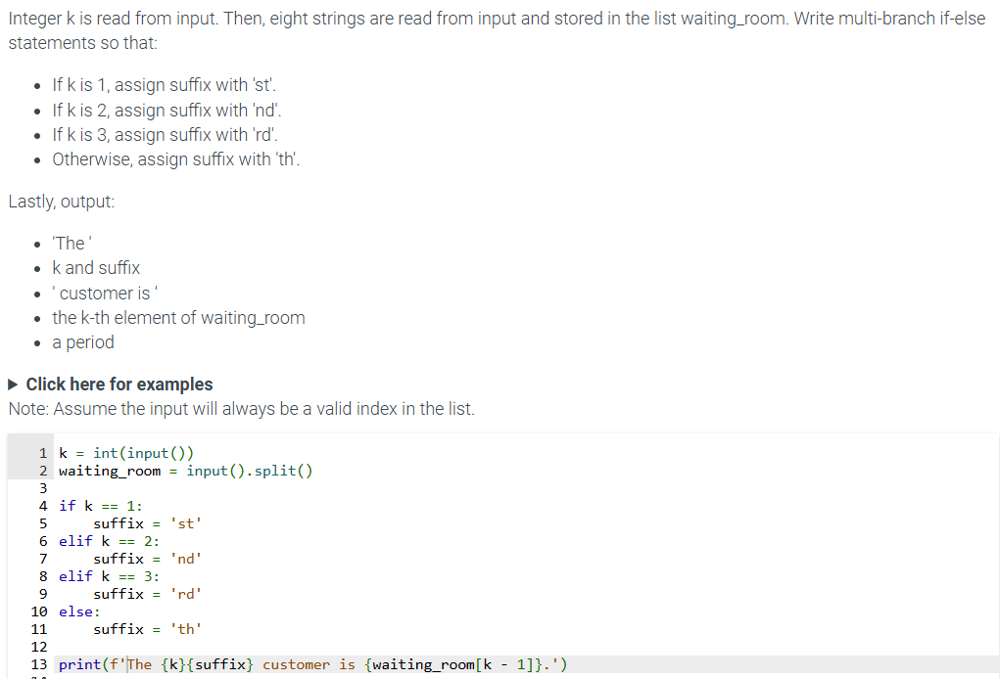 Integer k is read from input. Then, eight strings are read from input and stored in the list waiting_room. Write multi-branch if-else
statements so that:
• If k is 1, assign suffix with 'st'.
• If k is 2, assign suffix with 'nd'.
• If k is 3, assign suffix with 'rd'.
• Otherwise, assign suffix with 'th'.
Lastly, output:
• 'The '
• k and suffix
• ' customer is '
• the k-th element of waiting_room
• a period
▶ Click here for examples
Note: Assume the input will always be a valid index in the list.
1 k = int(input())
2 waiting_room = input().split()
3
4 if k == 1:
5     suffix = 'st'
6 elif k == 2:
7     suffix = 'nd'
8 elif k == 3:
9     suffix = 'rd'
10 else:
11     suffix = 'th'
12
13 print(f'The {k}{suffix} customer is {waiting_room[k - 1]}.')